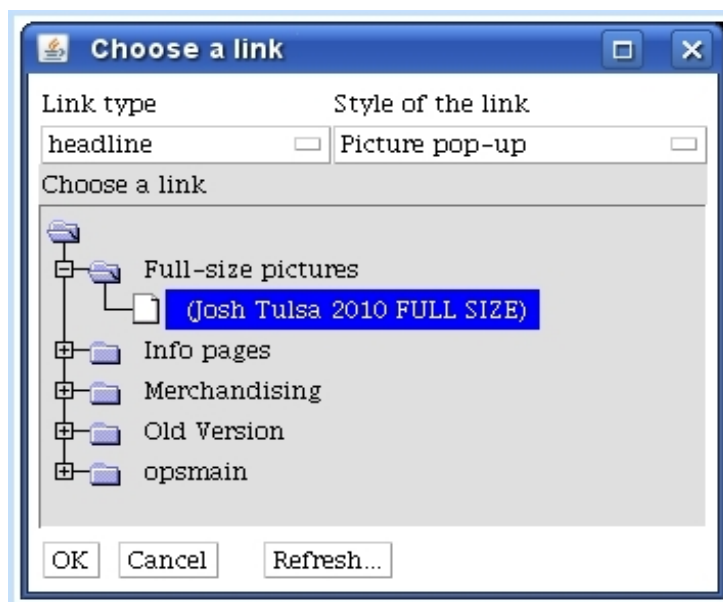 Choose a link
Link type Style of the link
headline Picture pop-up
Choose a link
Full-size pictures
(Josh Tulsa 2010 FULL SIZE)
Info pages
Merchandising
Old Version
opsmain
OK Cancel Refresh...